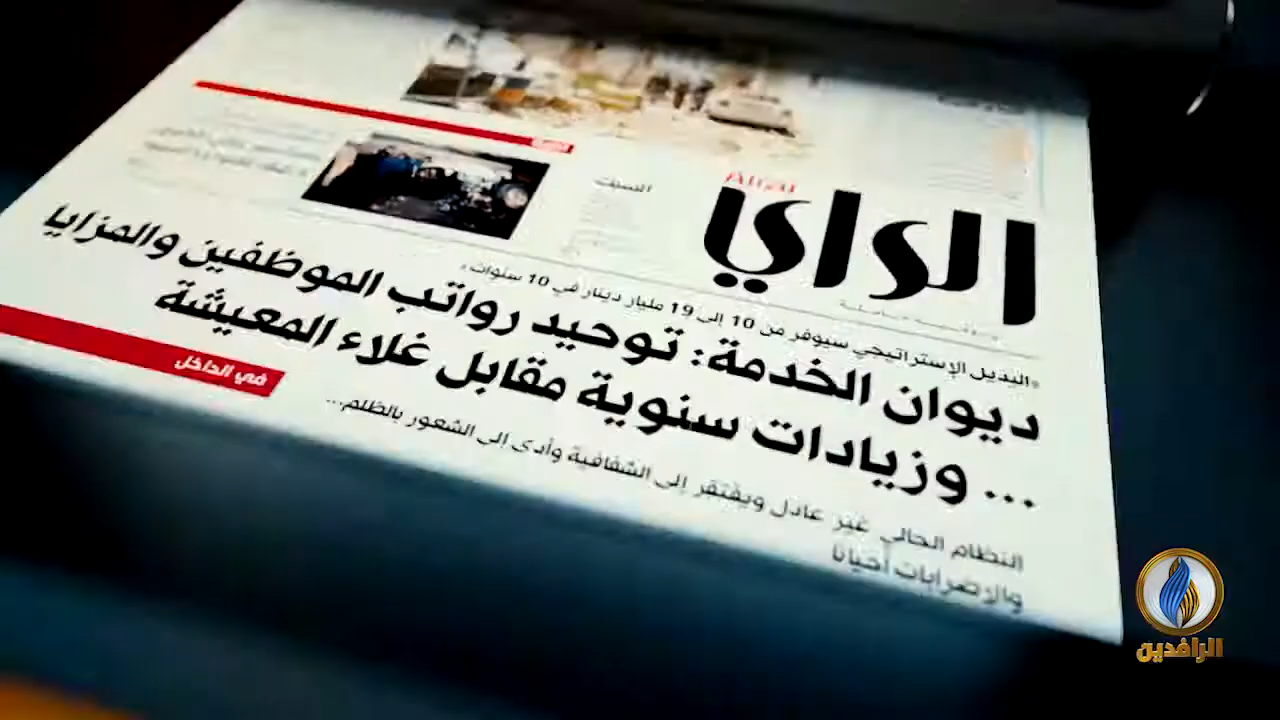 Alrai
الراي
السبت
«البديل الإستراتيجي سيوفر من 10 إلى 19 مليار دينار في 10 سنوات»
ديوان الخدمة: توحيد رواتب الموظفين والمزايا
... وزيادات سنوية مقابل غلاء المعيشة
في الداخل
النظام الحالي غير عادل ويفتقر إلى الشفافية وأدى إلى الشعور بالظلم...
والإضرابات أحياناً
الرافدين